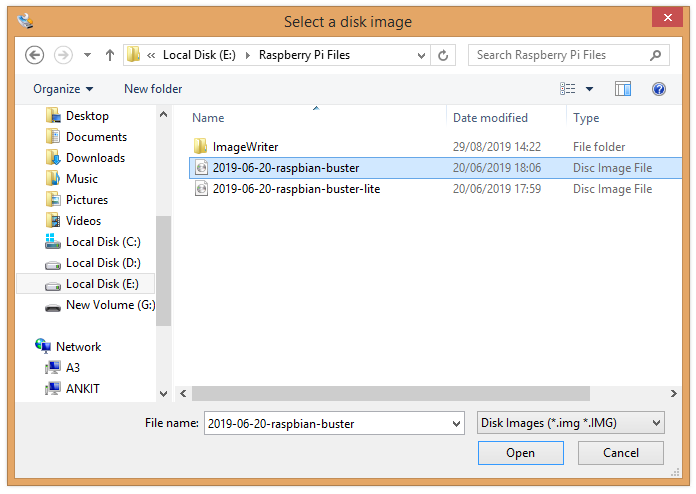 Select a disk image
« Local Disk (E:) Raspberry Pi Files
Search Raspberry Pi Files
Organize New folder
Name Date modified Type
Desktop
Documents
Downloads
Music
Pictures
Videos
Local Disk (C:)
Local Disk (D:)
Local Disk (E:)
New Volume (G:)
Network
A3
ANKIT
ImageWriter 29/08/2019 14:22 File folder
2019-06-20-raspbian-buster 20/06/2019 18:06 Disc Image File
2019-06-20-raspbian-buster-lite 20/06/2019 17:59 Disc Image File
File name: 2019-06-20-raspbian-buster
Disk Images (*.img *.IMG)
Open Cancel